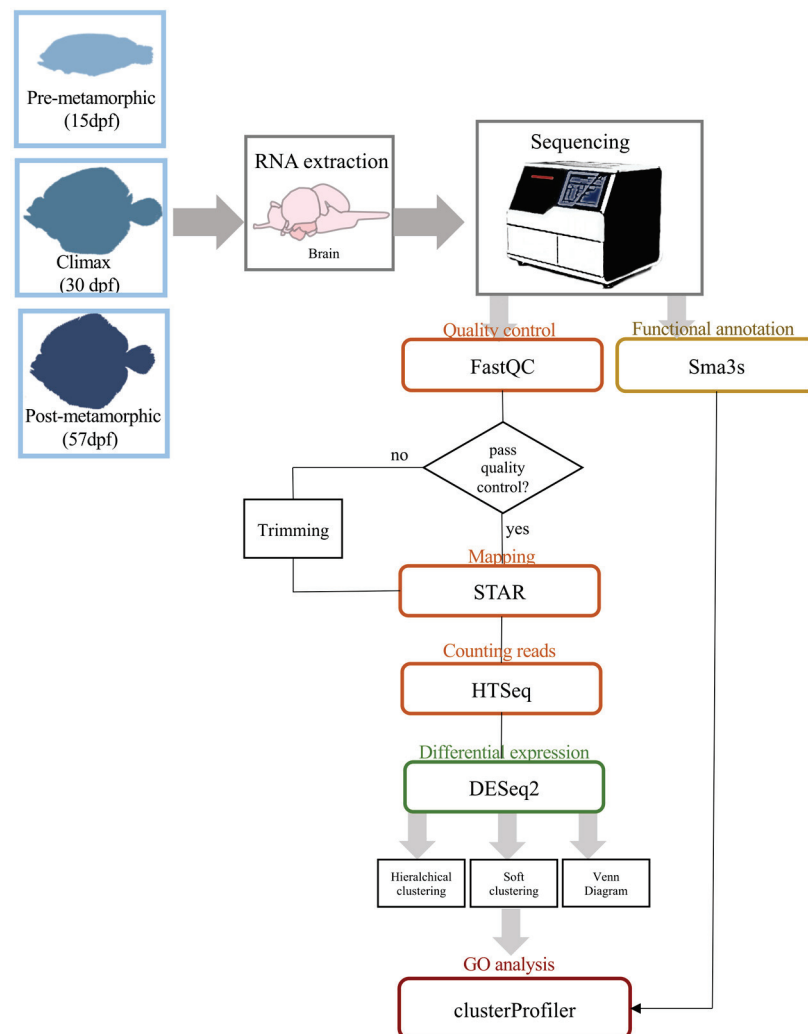 Pre-metamorphic
(15dpf)
Climax
(30 dpf)
Post-metamorphic
(57dpf)
RNA extraction
Brain
Sequencing
Quality control
FastQC
Functional annotation
Sma3s
pass
quality
control?
no
yes
Trimming
Mapping
STAR
Counting reads
HTSeq
Differential expression
DESeq2
Hieralchical
clustering
Soft
clustering
Venn
Diagram
GO analysis
clusterProfiler